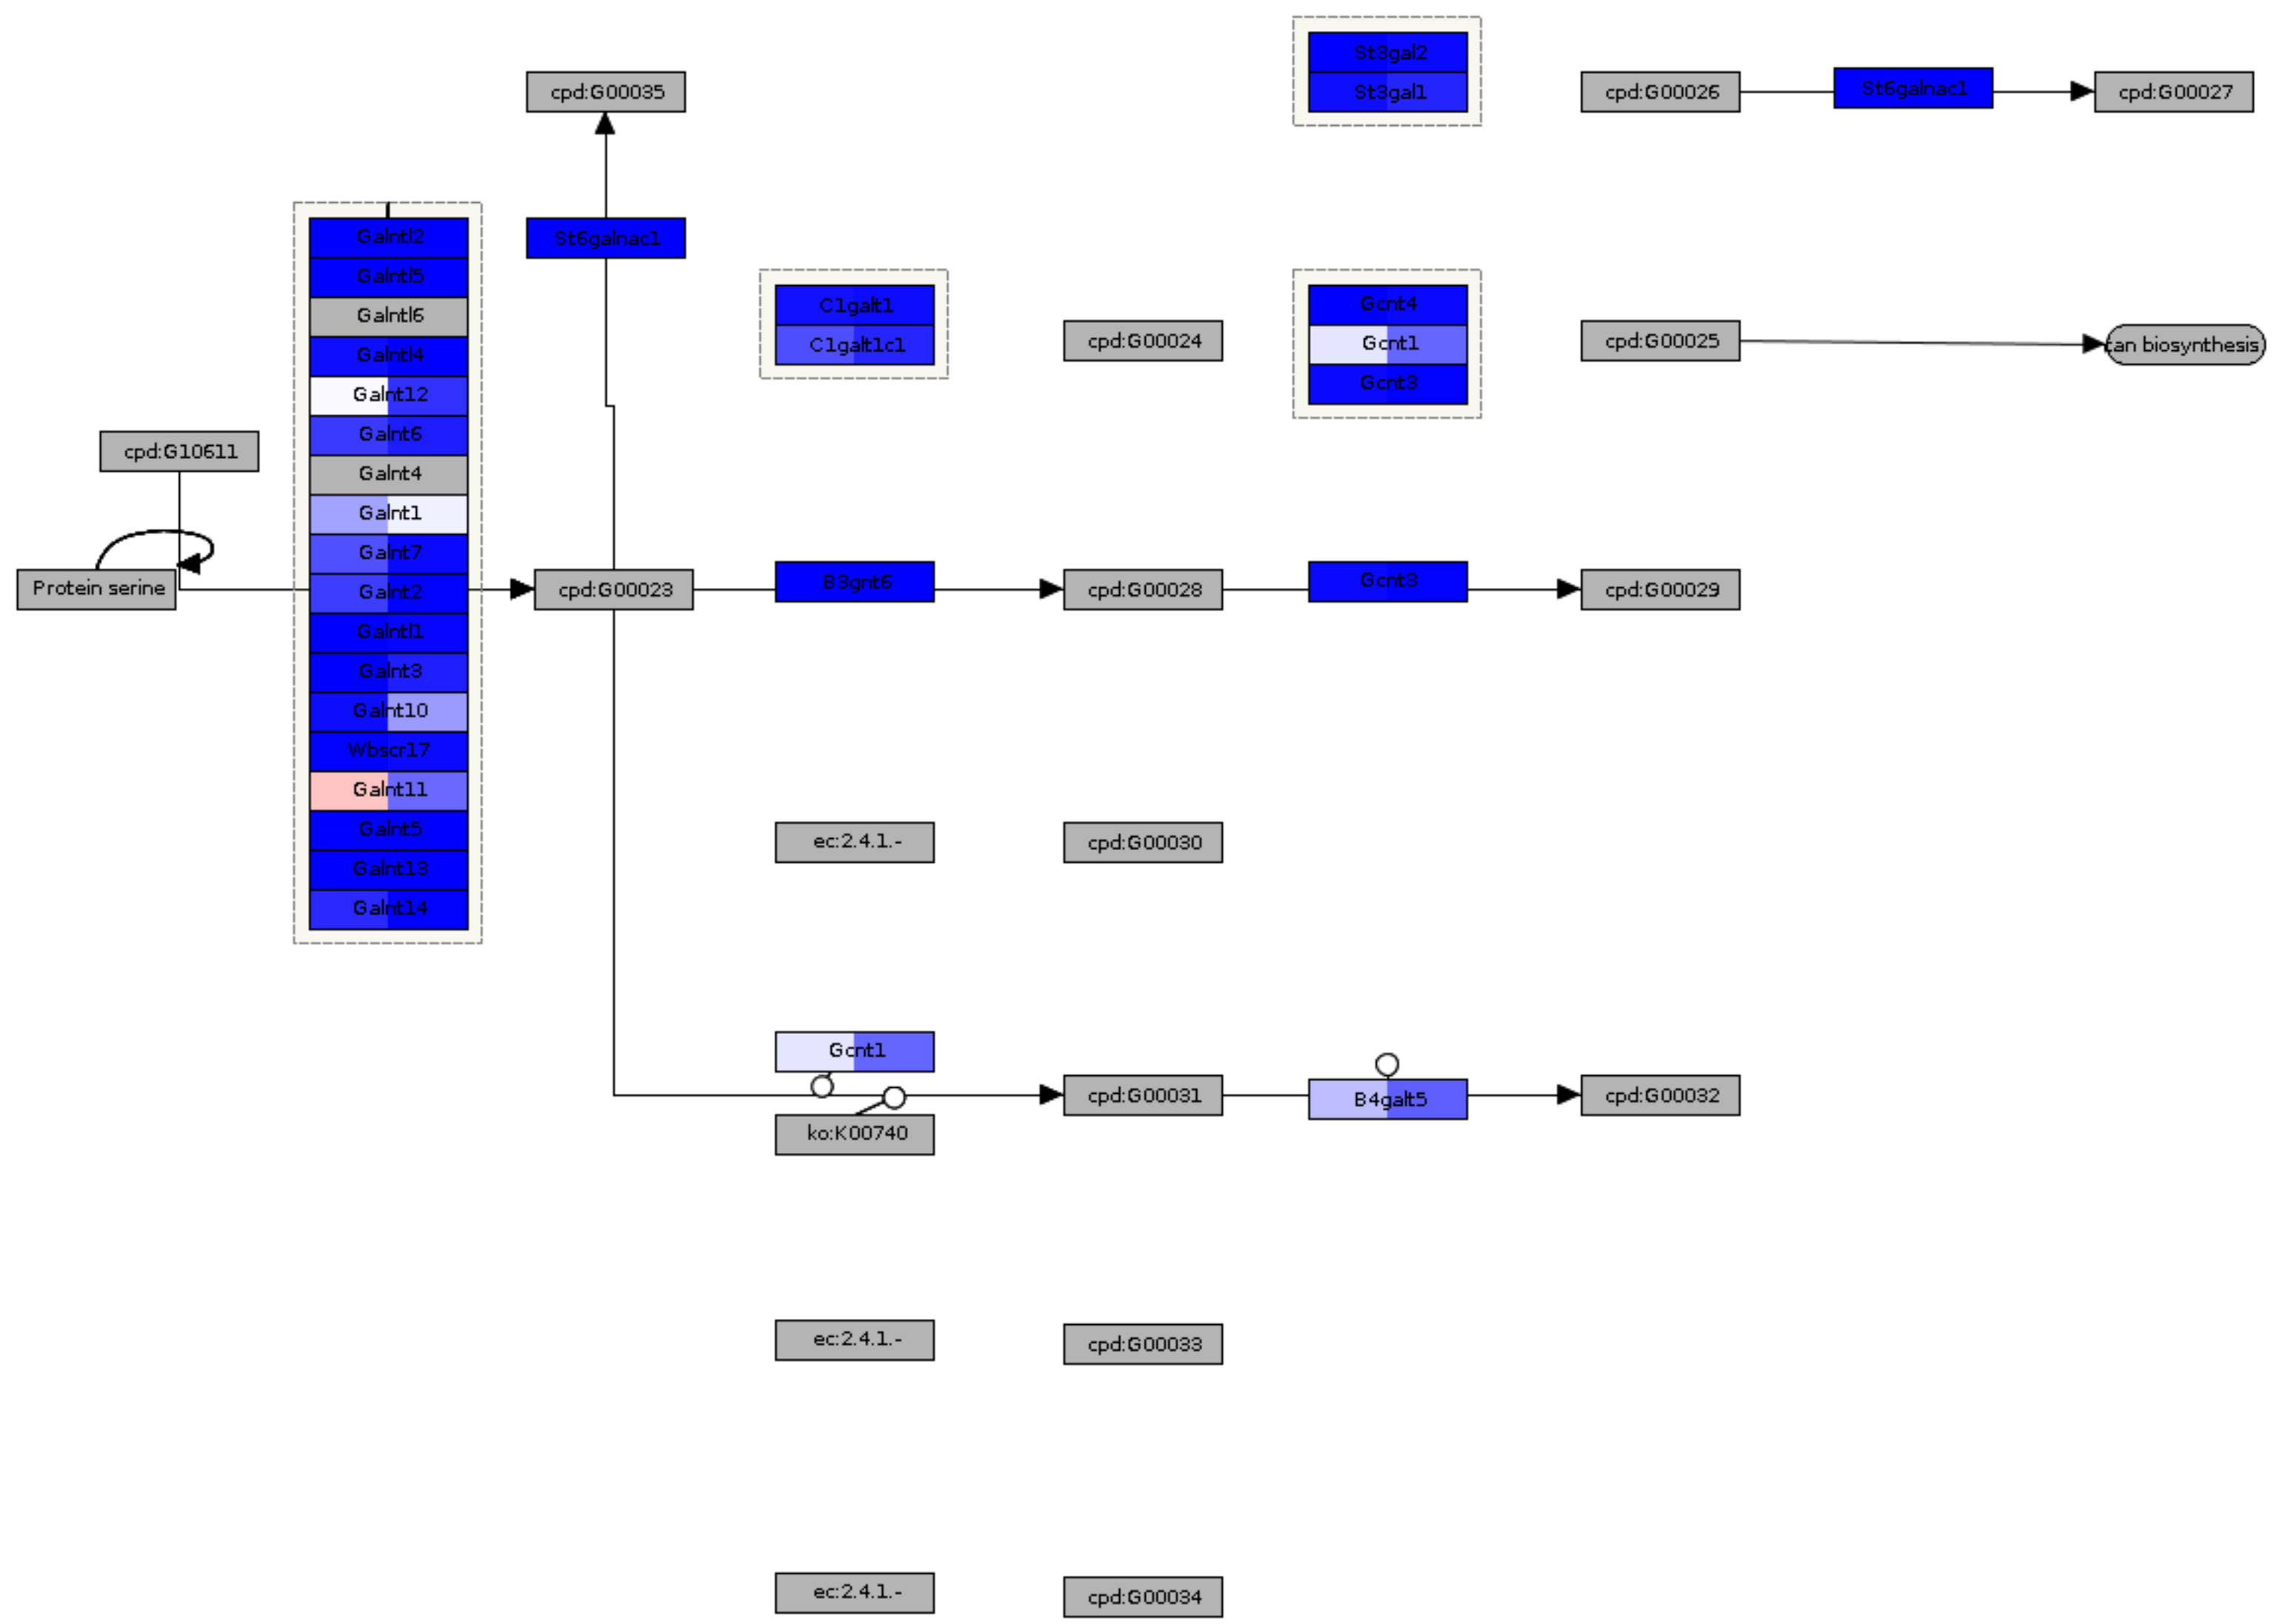 St3gal2
St3gal1
cpd:G00035
cpd:G00026
St6galnac1
cpd:G00027
Galntl2
Galntl5
Galntl6
Galntl4
Galnt12
Galnt6
Galnt4
Galnt1
Galnt7
Galnt2
Galntl1
Galnt3
Galnt10
Wbscr17
Galnt11
Galnt5
Galnt13
Galnt14
St6galnac1
C1galt1
C1galt1c1
cpd:G00024
Gcnt4
Gcnt1
Gcnt3
cpd:G00025
an biosynthesis
cpd:G10611
Protein serine
cpd:G00023
B3gnt6
cpd:G00028
Gcnt3
cpd:G00029
ec:2.4.1.-
cpd:G00030
Gcnt1
ko:K00740
cpd:G00031
B4galt5
cpd:G00032
ec:2.4.1.-
cpd:G00033
ec:2.4.1.-
cpd:G00034